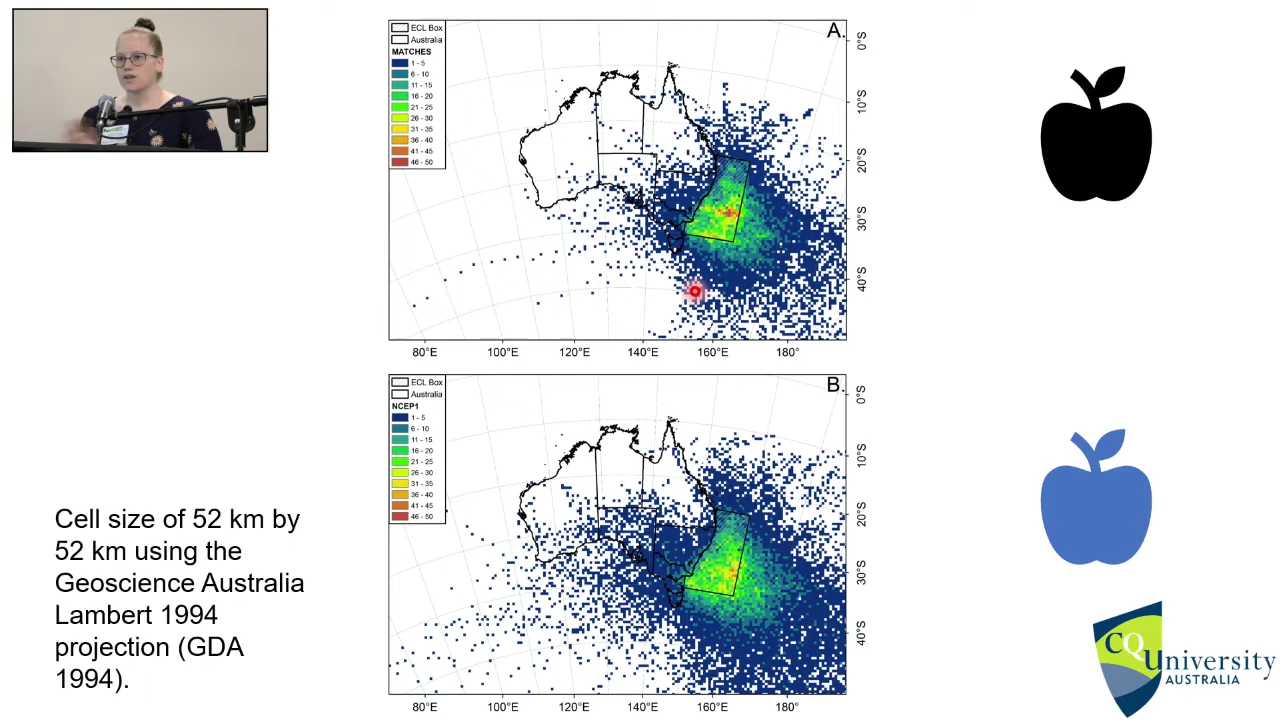 ECL Box
Australia
MATCHES
1 - 5
6 - 10
11 - 15
16 - 20
21 - 25
26 - 30
31 - 35
36 - 40
41 - 45
46 - 50
A.
0°S
10°S
20°S
30°S
40°S
80°E
100°E
120°E
140°E
160°E
180°
ECL Box
Australia
NCEP1
1 - 5
6 - 10
11 - 15
16 - 20
21 - 25
26 - 30
31 - 35
36 - 40
41 - 45
46 - 50
B.
0°S
10°S
20°S
30°S
40°S
80°E
100°E
120°E
140°E
160°E
180°
Cell size of 52 km by
52 km using the
Geoscience Australia
Lambert 1994
projection (GDA
1994).
CQUniversity
AUSTRALIA